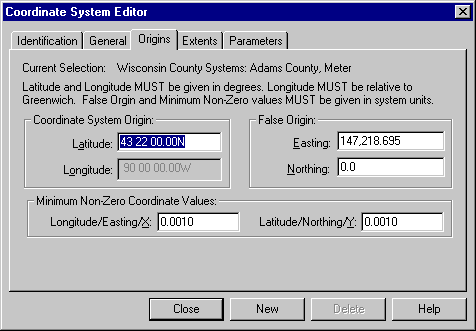 Coordinate System Editor
Identification General Origins Extents Parameters
Current Selection: Wisconsin County Systems: Adams County, Meter
Latitude and Longitude MUST be given in degrees. Longitude MUST be relative to
Greenwich. False Orgin and Minimum Non-Zero values MUST be given in system units.
Coordinate System Origin: False Origin:
Latitude: 43 22 00.00N Easting: 147,218.695
Longitude: 90 00 00.00W Northing: 0.0
Minimum Non-Zero Coordinate Values:
Longitude/Easting/X: 0.0010 Latitude/Northing/Y: 0.0010
Close New Delete Help